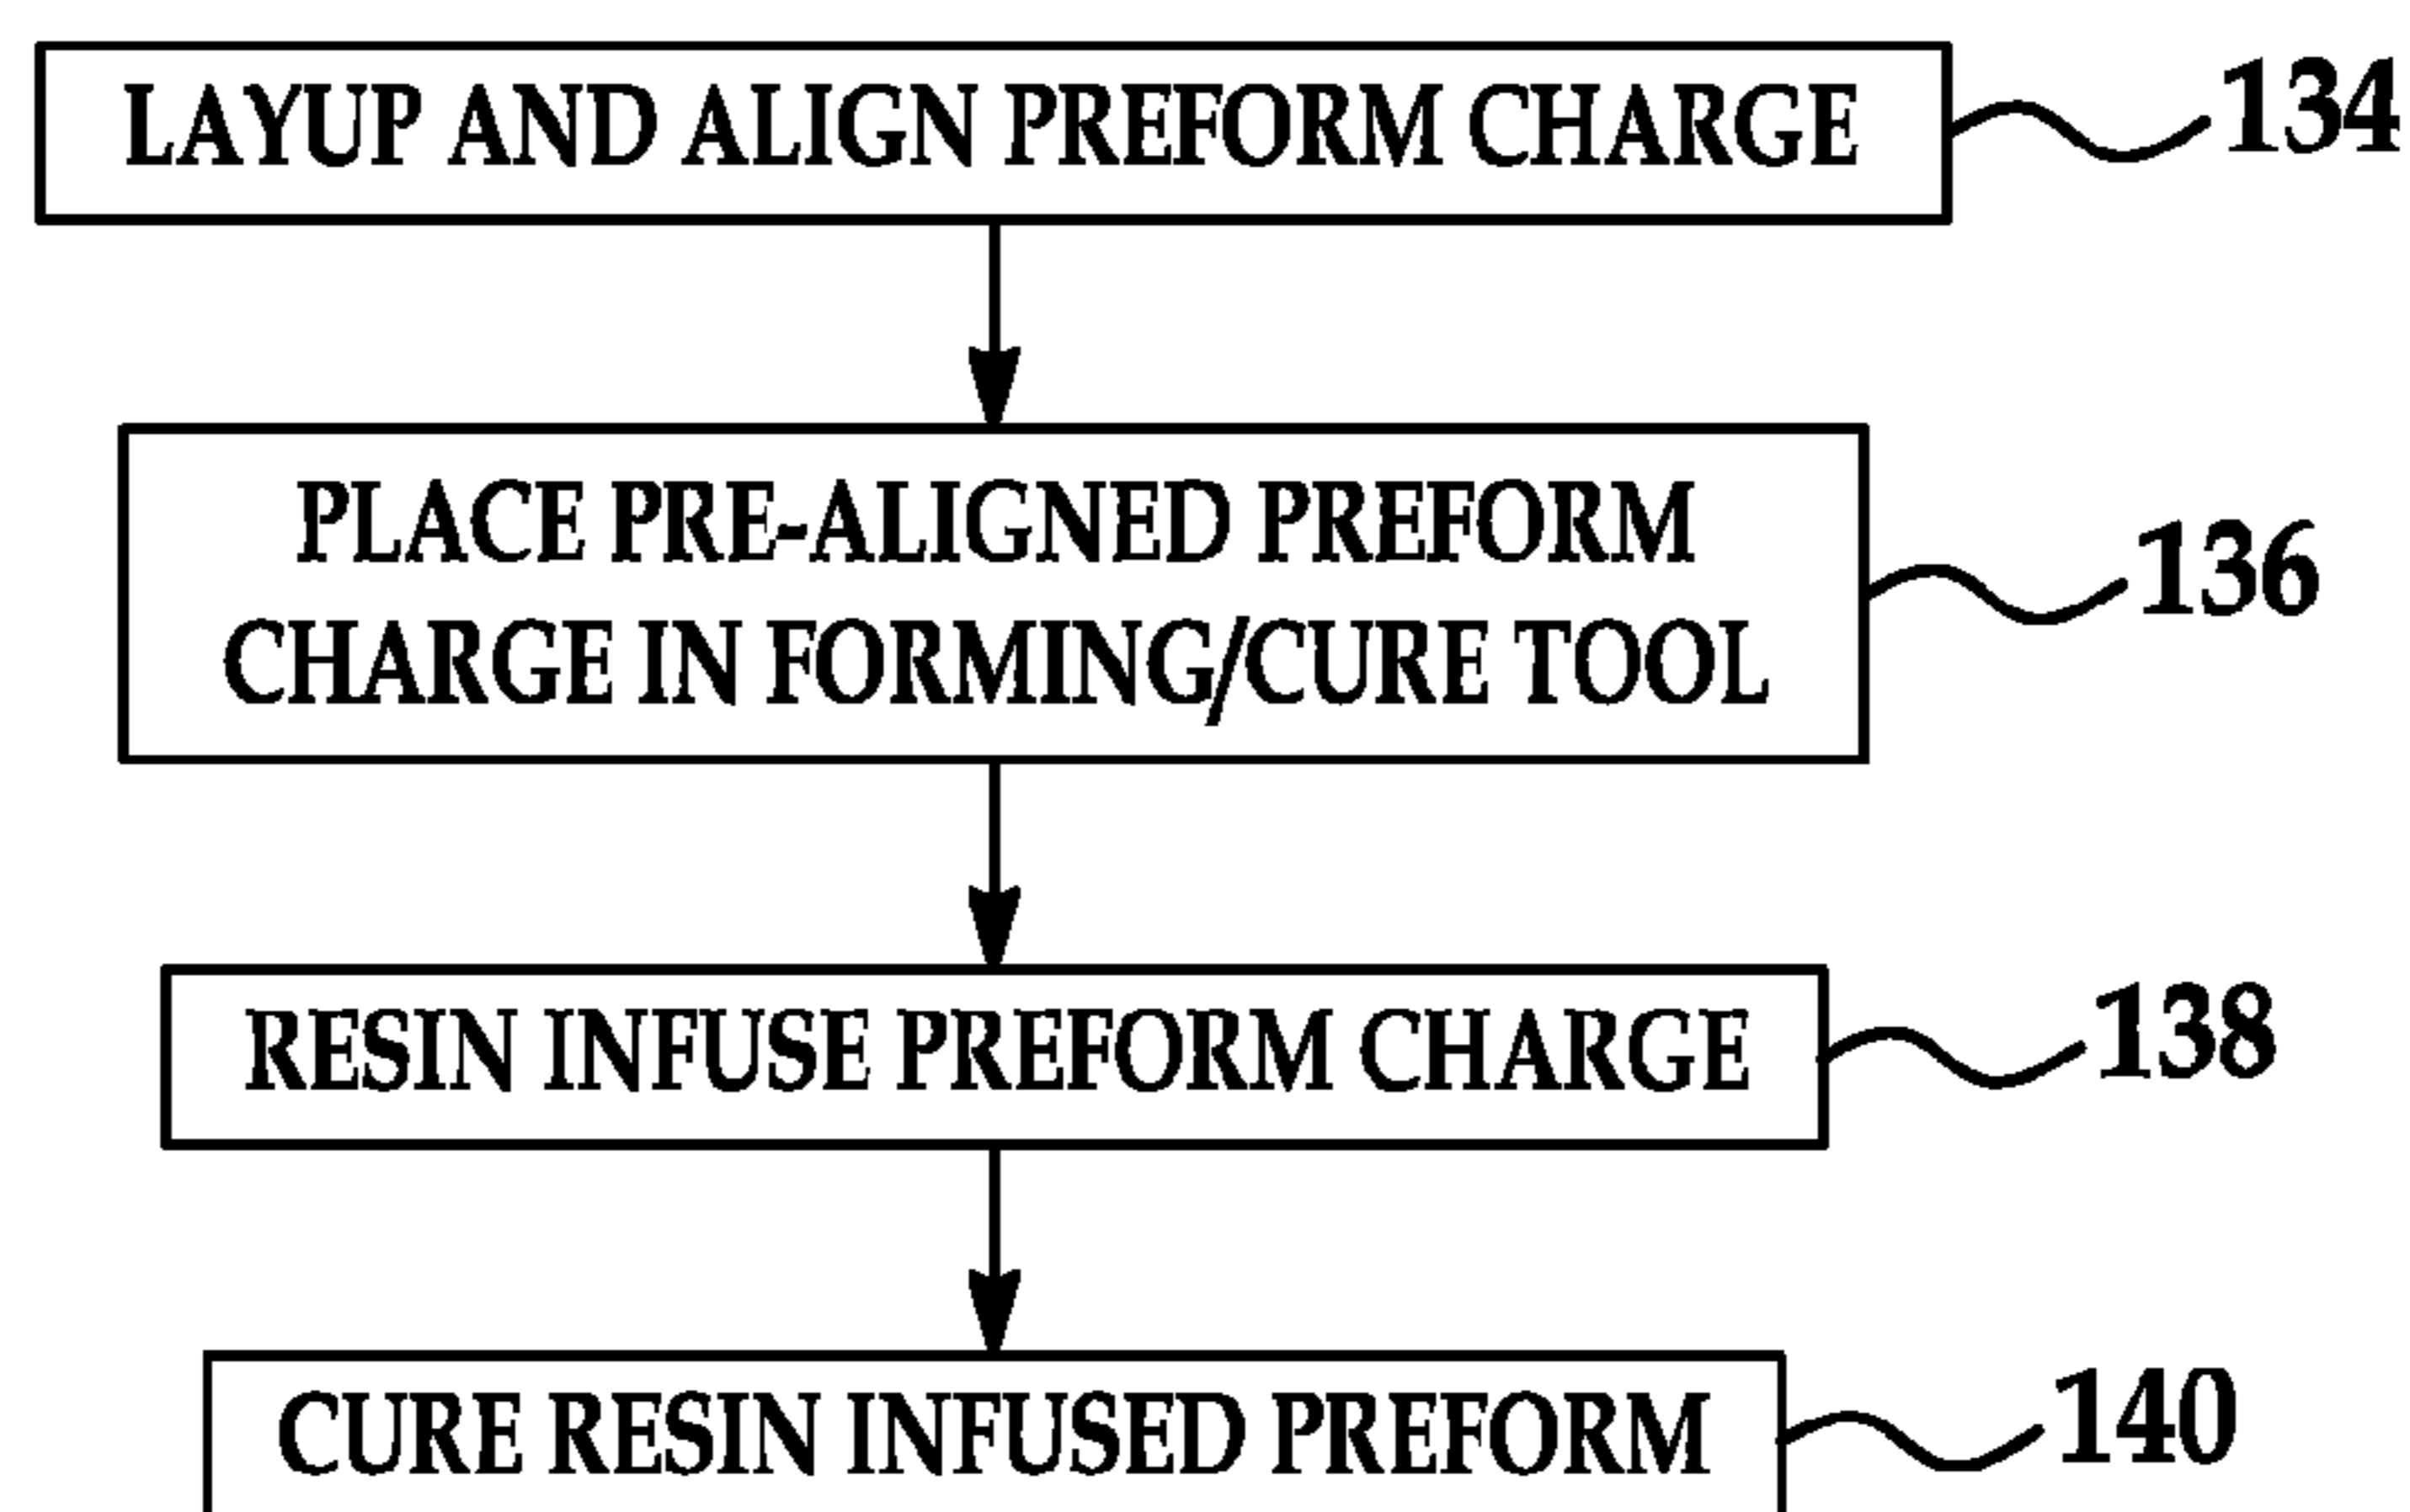 LAYUP AND ALIGN PREFORM CHARGE
134
PLACE PRE-ALIGNED PREFORM
CHARGE IN FORMING/CURE TOOL
136
RESIN INFUSE PREFORM CHARGE
138
CURE RESIN INFUSED PREFORM
140